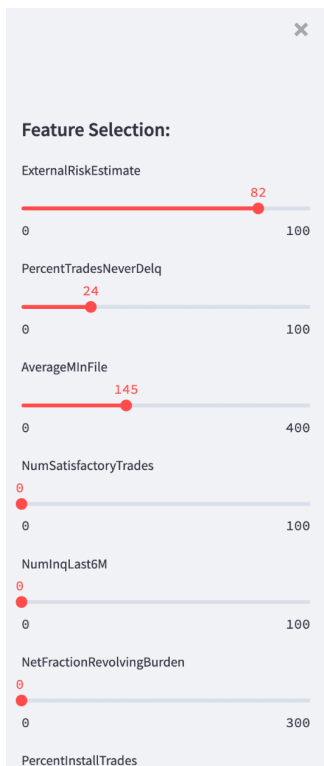 ×
Feature Selection:
ExternalRiskEstimate
82
0 100
PercentTradesNeverDelq
24
0 100
AverageMInFile
145
0 400
NumSatisfactoryTrades
0
0 100
NumInqLast6M
0
0 100
NetFractionRevolvingBurden
0
0 300
PercentInstallTrades